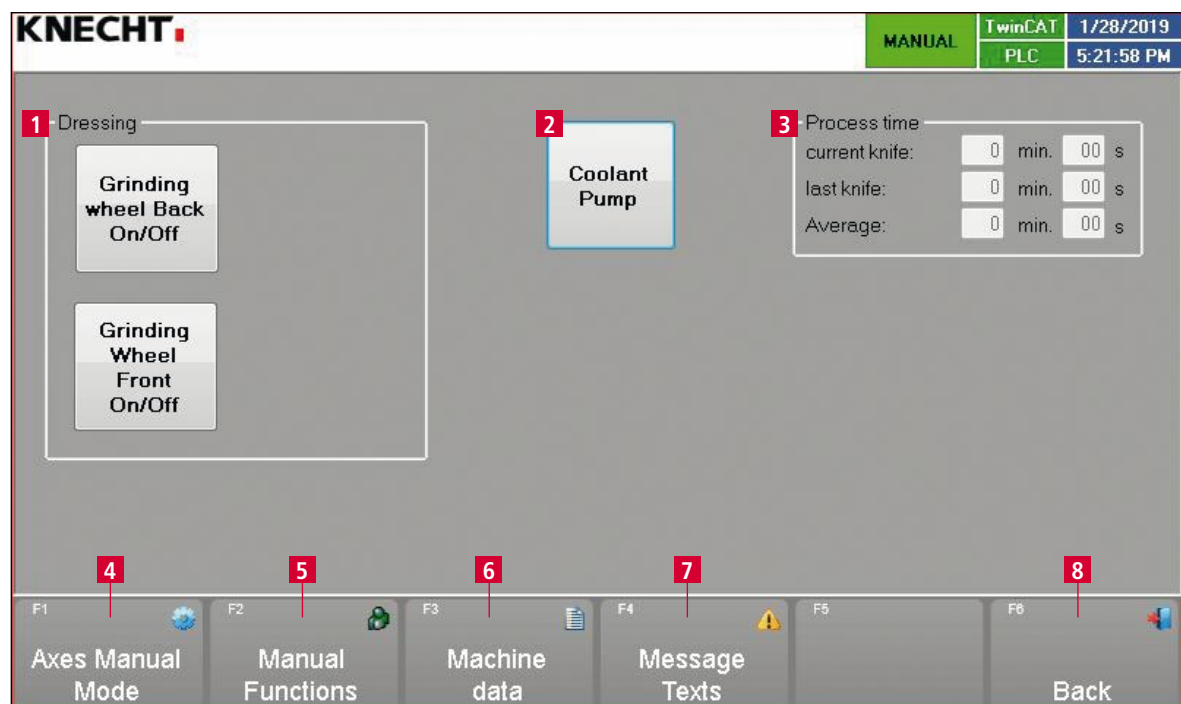 KNECHT
MANUAL
TwinCAT 1/28/2019
PLC 5:21:58 PM
1 Dressing
Grinding
wheel Back
On/Off
Grinding
Wheel
Front
On/Off
2
Coolant
Pump
3 Process time
current knife: 0 min. 00 s
last knife: 0 min. 00 s
Average: 0 min. 00 s
4
5
6
7
8
F1
Axes Manual
Mode
F2
Manual
Functions
F3
Machine
data
F4
Message
Texts
F5
F6
Back